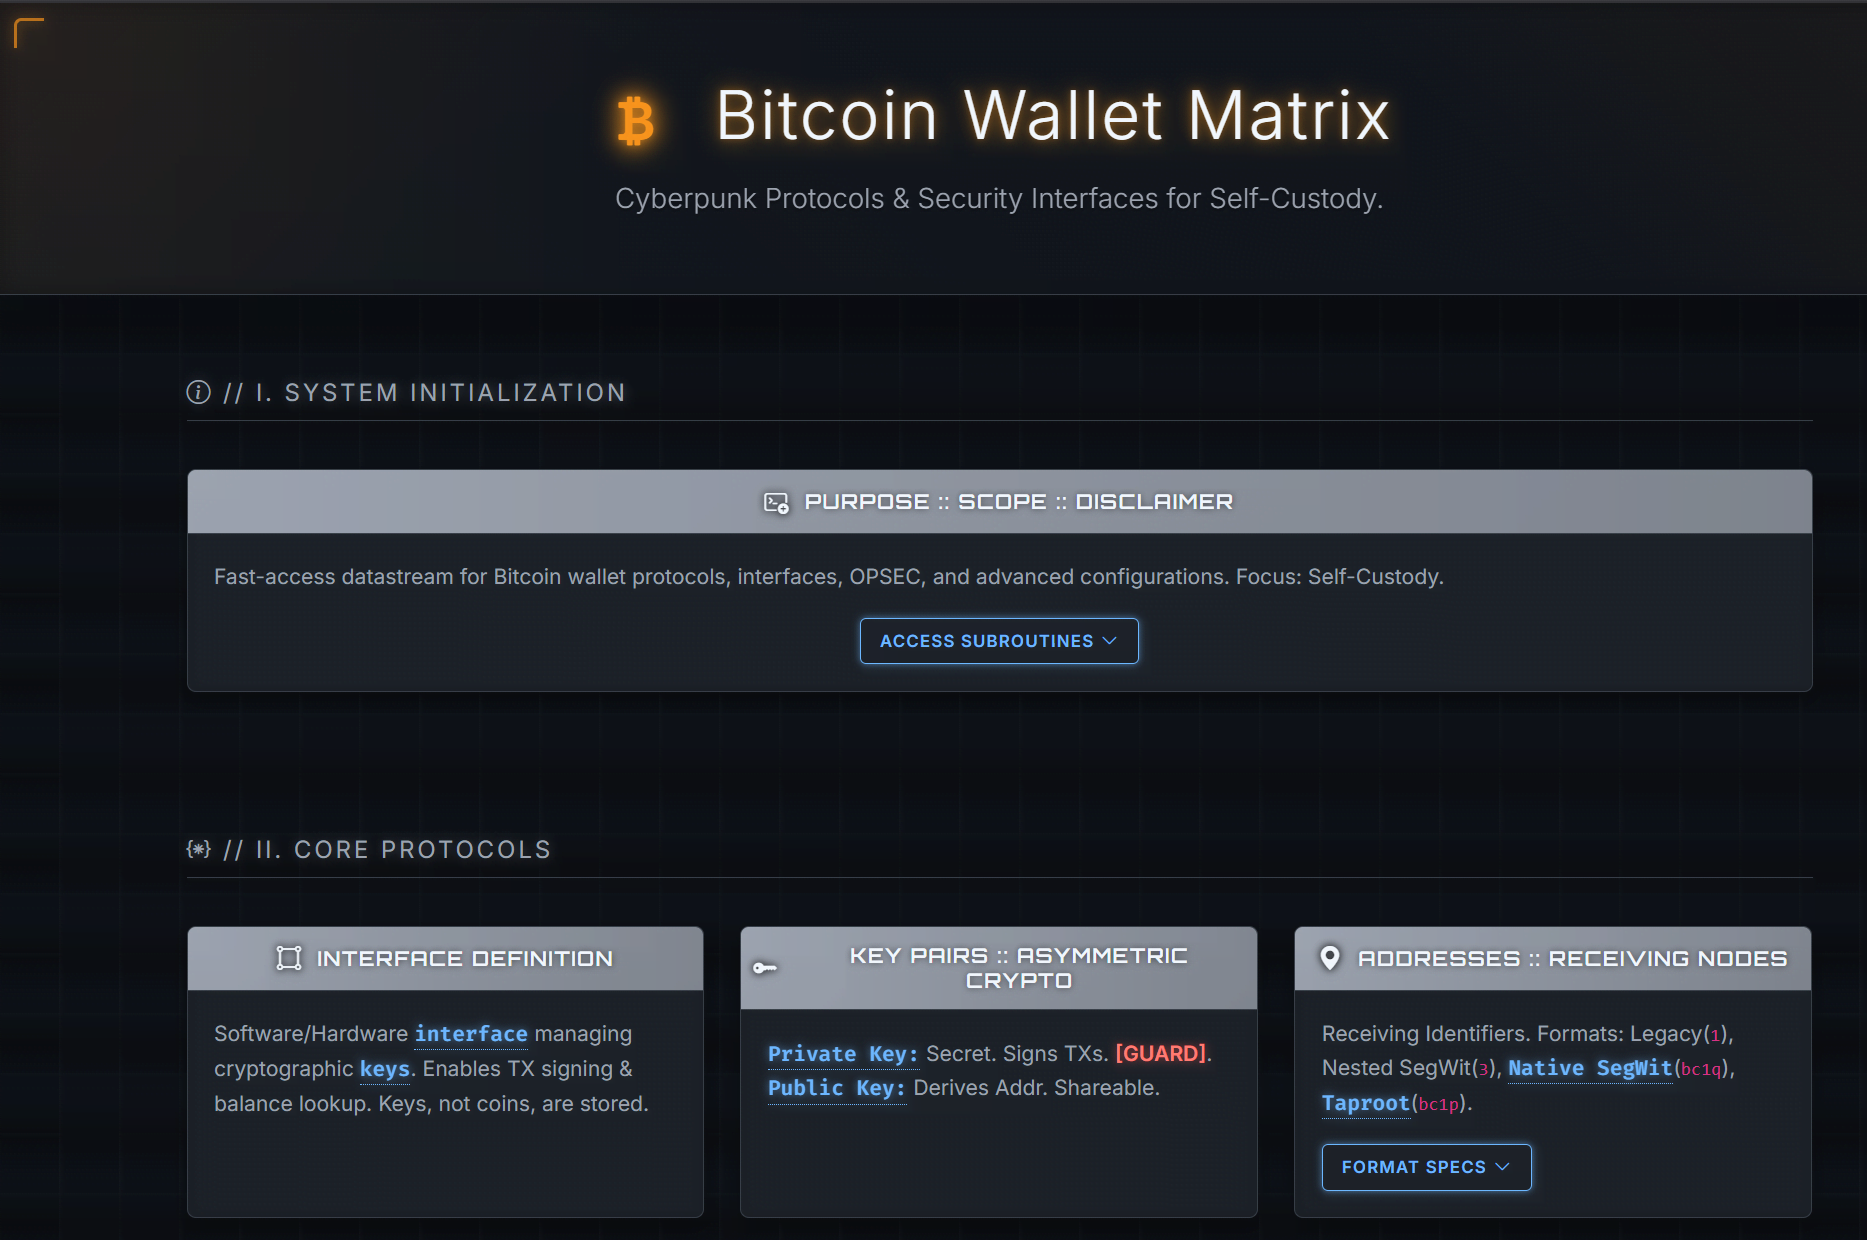 Bitcoin Wallet Matrix
Cyberpunk Protocols & Security Interfaces for Self-Custody.
// I. SYSTEM INITIALIZATION
PURPOSE :: SCOPE :: DISCLAIMER
Fast-access datastream for Bitcoin wallet protocols, interfaces, OPSEC, and advanced configurations. Focus: Self-Custody.
ACCESS SUBROUTINES
// II. CORE PROTOCOLS
INTERFACE DEFINITION
Software/Hardware interface managing
cryptographic keys. Enables TX signing &
balance lookup. Keys, not coins, are stored.
KEY PAIRS :: ASYMMETRIC
CRYPTO
Private Key: Secret. Signs TXs. [GUARD].
Public Key: Derives Addr. Shareable.
ADDRESSES :: RECEIVING NODES
Receiving Identifiers. Formats: Legacy(1),
Nested SegWit(3), Native SegWit(bc1q),
Taproot(bc1p).
FORMAT SPECS